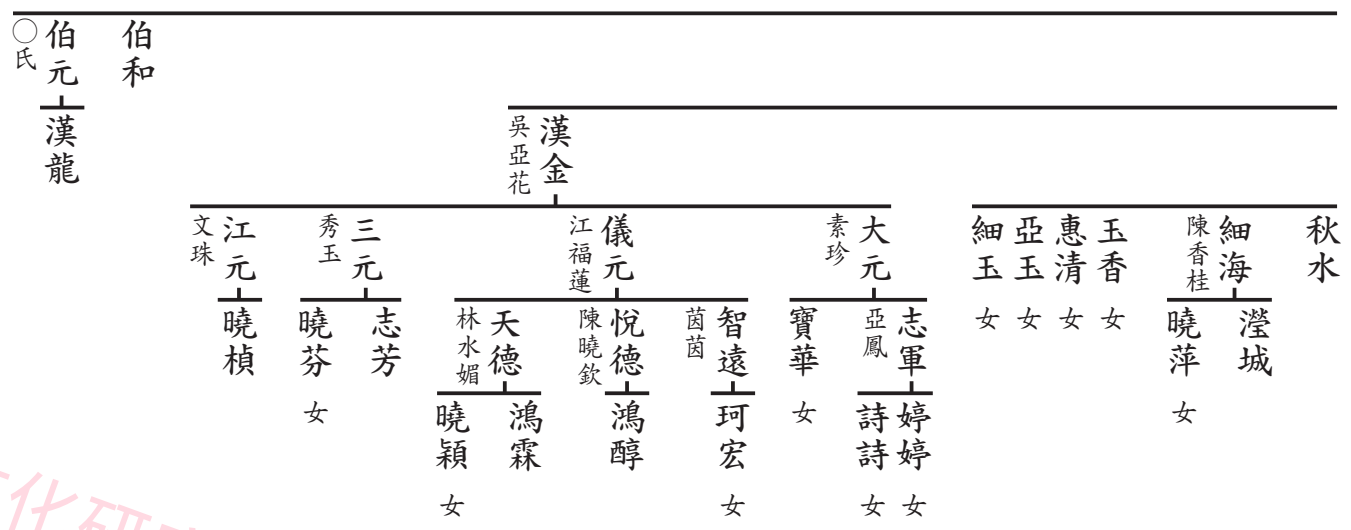 伯和
伯元
○氏
漢金
吳亞花
漢龍
秋水
細海
陳香桂
玉香 女
惠清 女
亞玉 女
細玉 女
大元
素珍
儀元
江福蓮
三元
秀玉
江元
文珠
瀅城
曉萍 女
志軍
亞鳳
寶華 女
智遠
茵茵
悅德
陳曉欽
天德
林水媚
志芳
曉芬 女
曉楨
婷婷 女
詩詩 女
珂宏 女
鴻醇
鴻霖
曉穎 女
化研